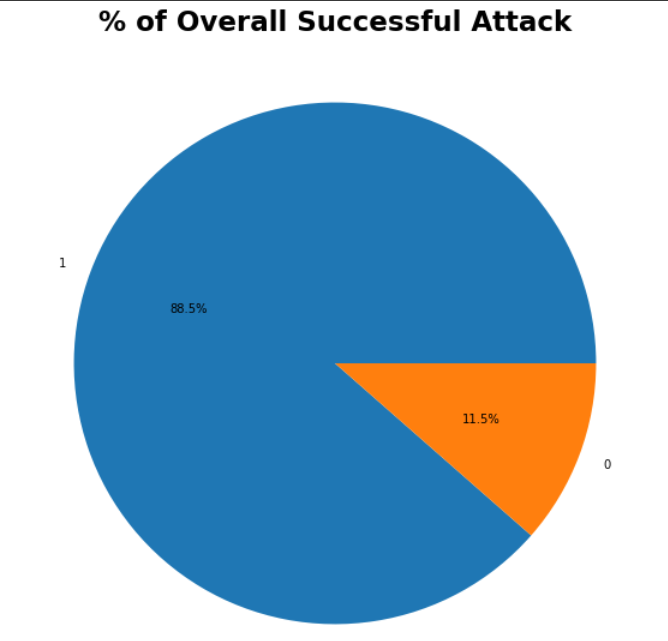 % of Overall Successful Attack
1
88.5%
11.5%
0